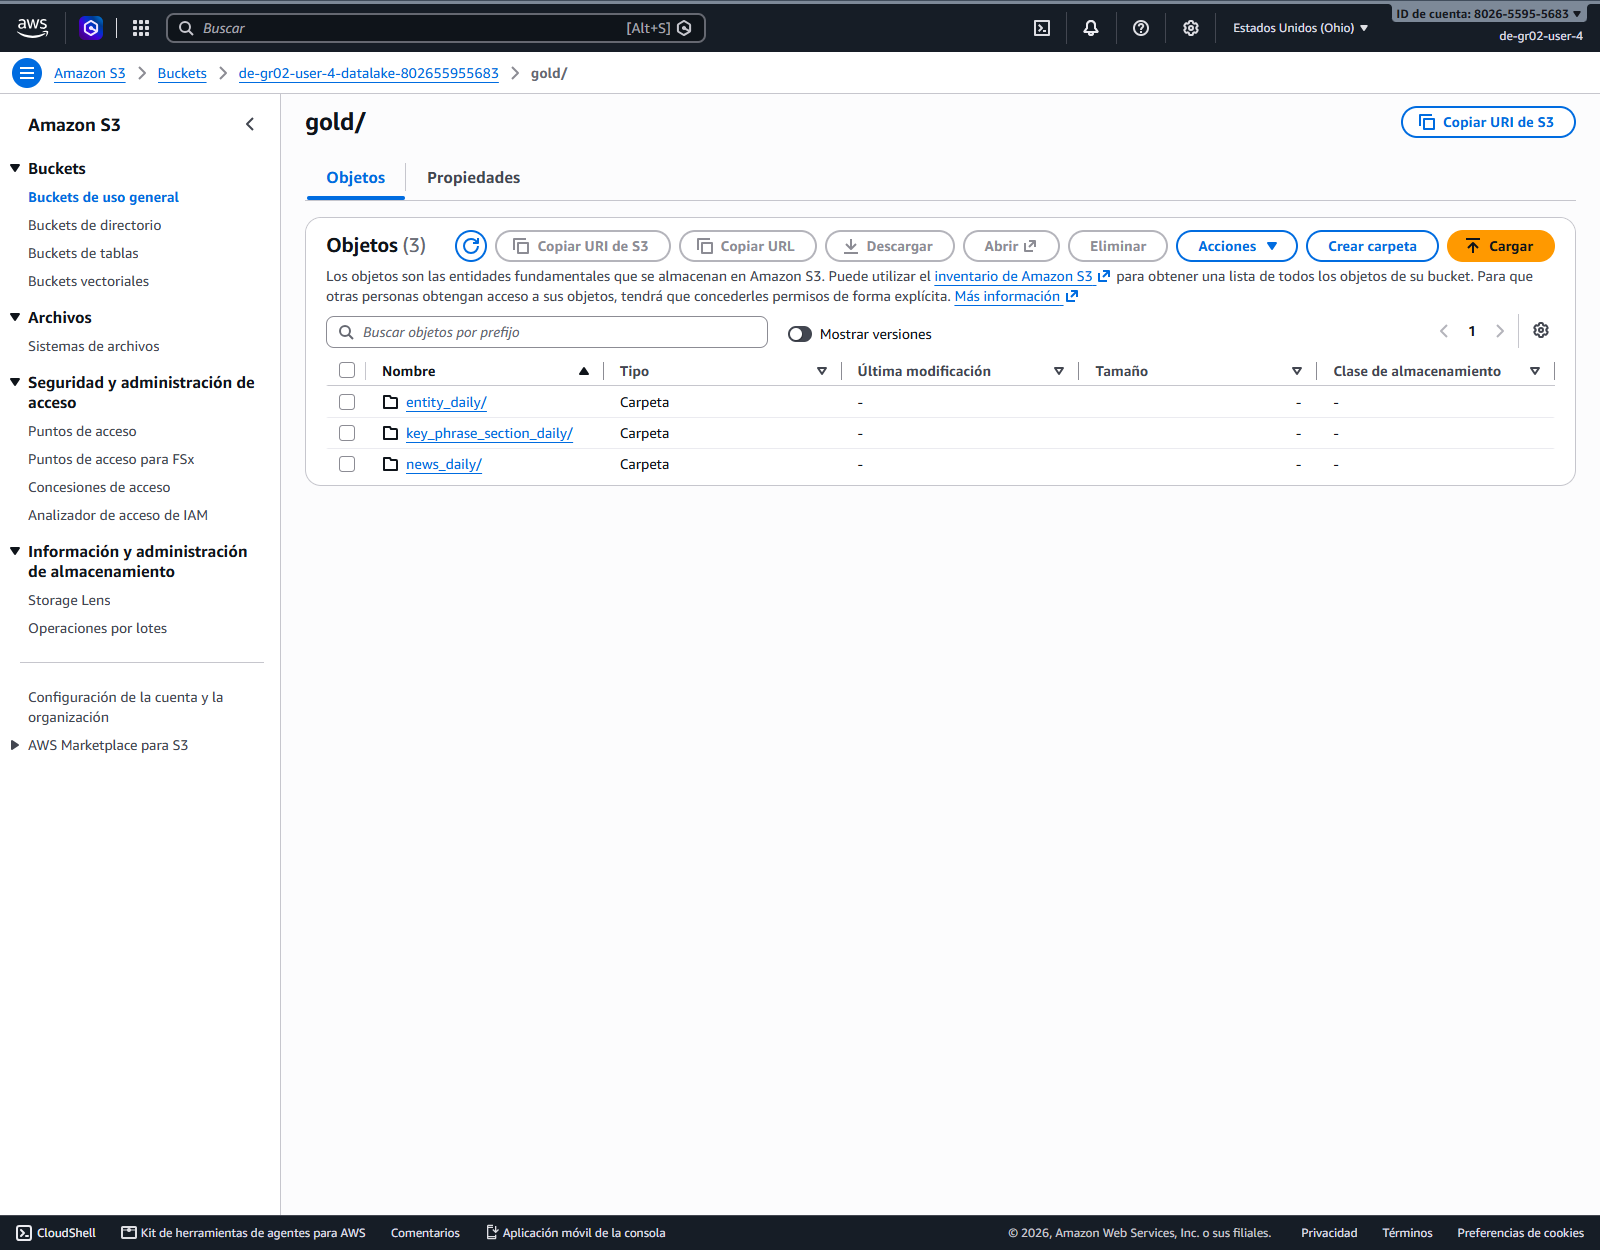 aws
Buscar
[Alt+S]
Estados Unidos (Ohio)
ID de cuenta: 8026-5595-5683
de-gr02-user-4
Amazon S3
Buckets
de-gr02-user-4-datalake-802655955683
gold/
Amazon S3
Buckets
Buckets de uso general
Buckets de directorio
Buckets de tablas
Buckets vectoriales
Archivos
Sistemas de archivos
Seguridad y administración de
acceso
Puntos de acceso
Puntos de acceso para FSx
Concesiones de acceso
Analizador de acceso de IAM
Información y administración
de almacenamiento
Storage Lens
Operaciones por lotes
Configuración de la cuenta y la
organización
AWS Marketplace para S3
gold/
Copiar URI de S3
Objetos
Propiedades
Objetos (3)
Copiar URI de S3
Copiar URL
Descargar
Abrir
Eliminar
Acciones
Crear carpeta
Cargar
Los objetos son las entidades fundamentales que se almacenan en Amazon S3. Puede utilizar el inventario de Amazon S3 para obtener una lista de todos los objetos de su bucket. Para que
otras personas obtengan acceso a sus objetos, tendrá que concederles permisos de forma explícita. Más información
Buscar objetos por prefijo
Mostrar versiones
1
Nombre Tipo Última modificación Tamaño Clase de almacenamiento
entity_daily/ Carpeta - - -
key_phrase_section_daily/ Carpeta - - -
news_daily/ Carpeta - - -
CloudShell
Kit de herramientas de agentes para AWS
Comentarios
Aplicación móvil de la consola
© 2026, Amazon Web Services, Inc. o sus filiales.
Privacidad
Términos
Preferencias de cookies